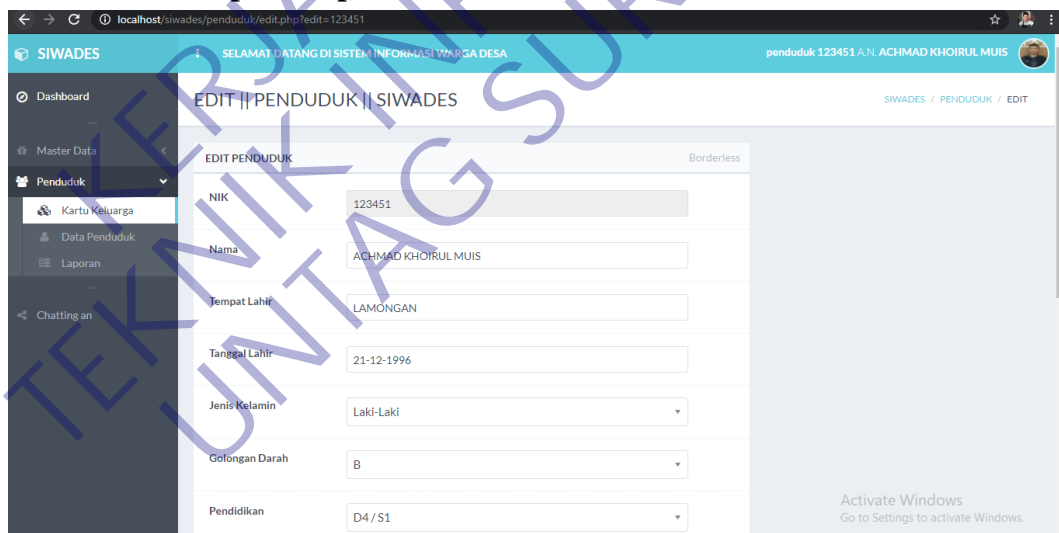 localhost/siwades/penduduk/edit.php?edit=123451
SIWADES
SELAMAT DATANG DI SISTEM INFORMASI WARGA DESA
penduduk 123451 A.N. ACHMAD KHOIRUL MUIS
Dashboard
EDIT || PENDUDUK || SIWADES
SIWADES / PENDUDUK / EDIT
Master Data
Penduduk
Kartu Keluarga
Data Penduduk
Laporan
Chatting an
EDIT PENDUDUK
Borderless
NIK
123451
Nama
ACHMAD KHOIRUL MUIS
Tempat Lahir
LAMONGAN
Tanggal Lahir
21-12-1996
Jenis Kelamin
Laki-Laki
Golongan Darah
B
Pendidikan
D4 / S1
Activate Windows
Go to Settings to activate Windows.
TEKNIK
UNTAG